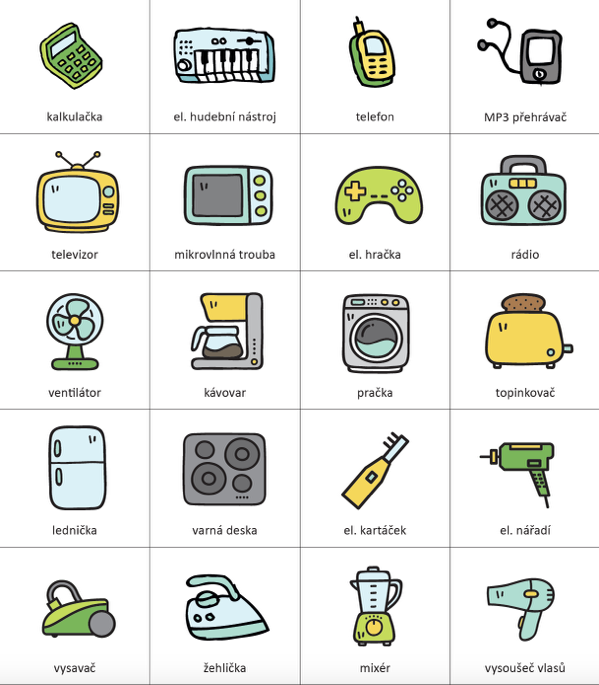 kalkulačka
el. hudební nástroj
telefon
MP3 přehrávač
televizor
mikrovlnná trouba
el. hračka
rádio
ventilátor
kávovar
pračka
topinkovač
lednička
varná deska
el. kartáček
el. nářadí
vysavač
žehlička
mixér
vysoušeč vlasů